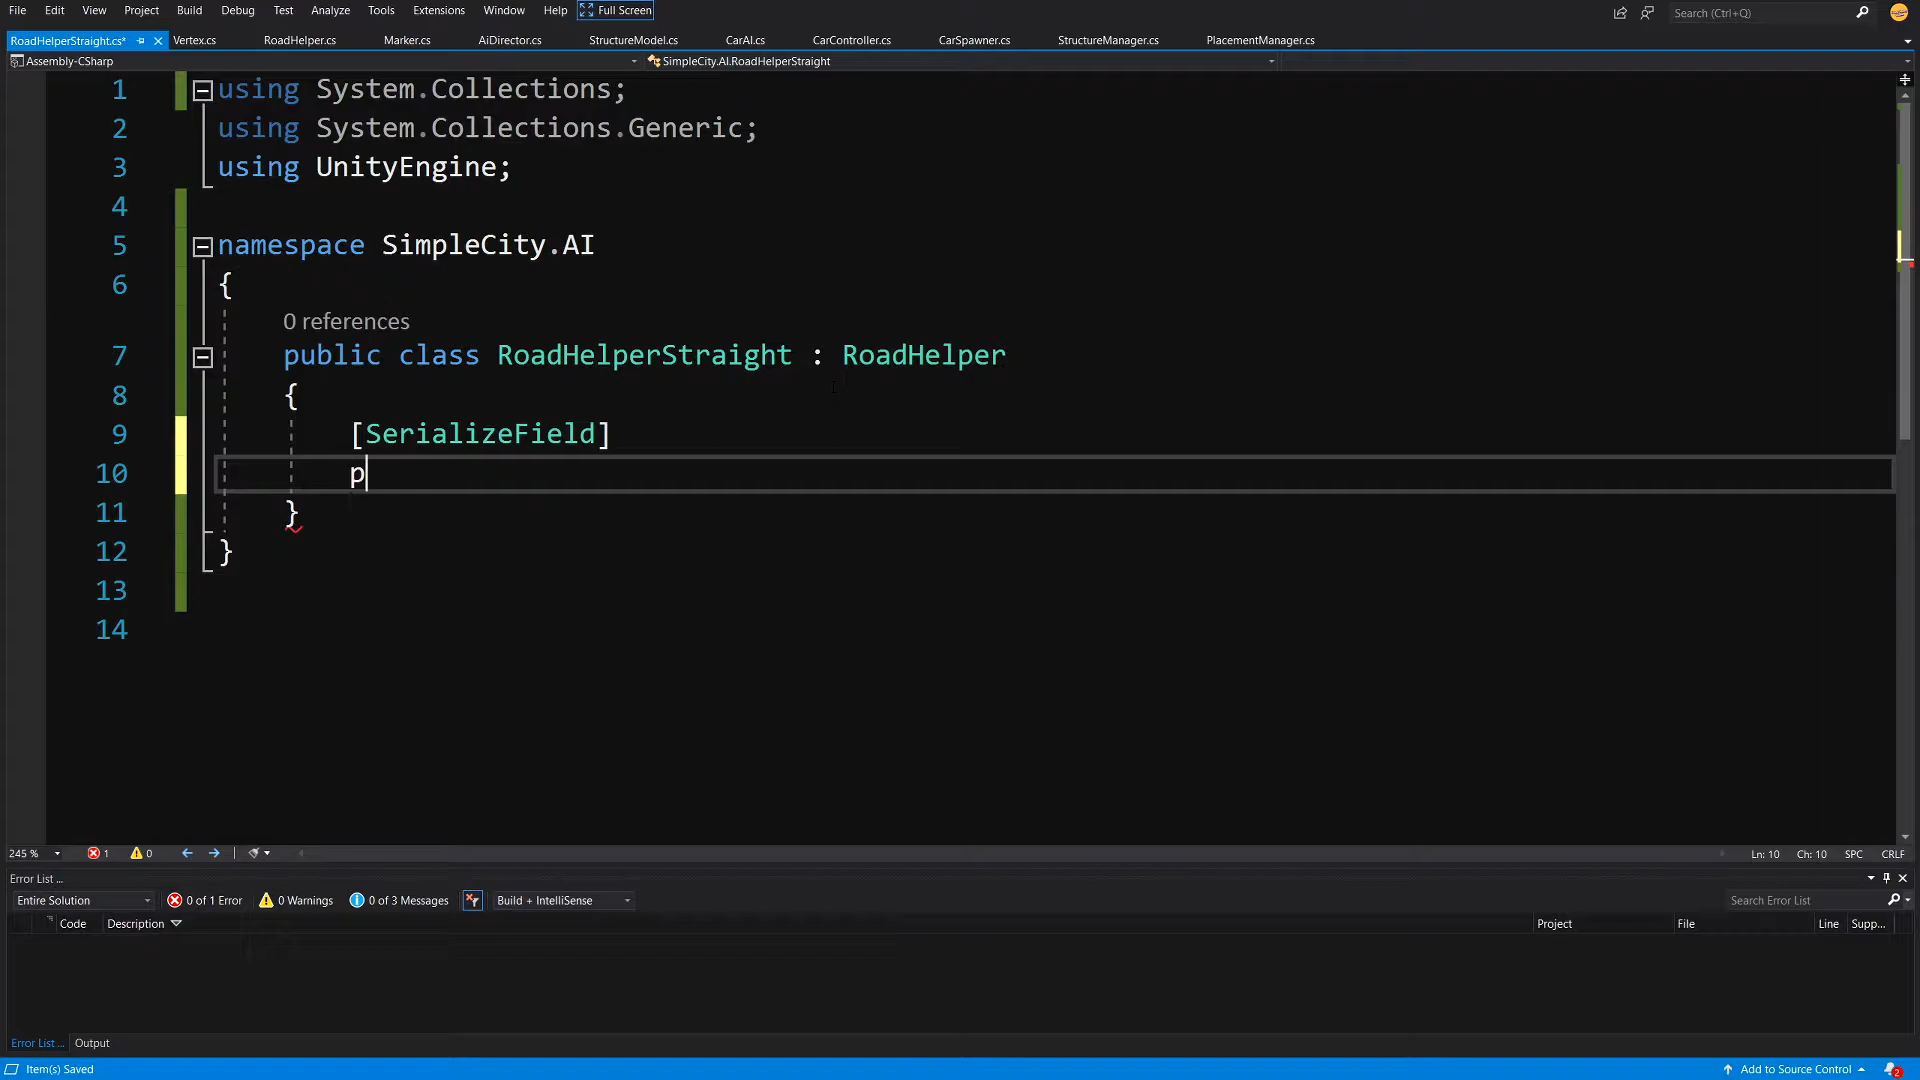 File Edit View Project Build Debug Test Analyze Tools Extensions Window Help Full Screen Search (Ctrl+Q)
RoadHelperStraight.cs* Vertex.cs RoadHelper.cs Marker.cs AiDirector.cs StructureModel.cs CarAI.cs CarController.cs CarSpawner.cs StructureManager.cs PlacementManager.cs
Assembly-CSharp SimpleCity.AI.RoadHelperStraight
1 using System.Collections;
2 using System.Collections.Generic;
3 using UnityEngine;
4
5 namespace SimpleCity.AI
6 {
0 references
7 public class RoadHelperStraight : RoadHelper
8 {
9 [SerializeField]
10 p
11 }
12 }
13
14
245 % 1 0 Ln: 10 Ch: 10 SPC CRLF
Error List ...
Entire Solution 0 of 1 Error 0 Warnings 0 of 3 Messages Build + IntelliSense Search Error List
Code Description Project File Line Supp...
Error List ... Output
Item(s) Saved Add to Source Control 2